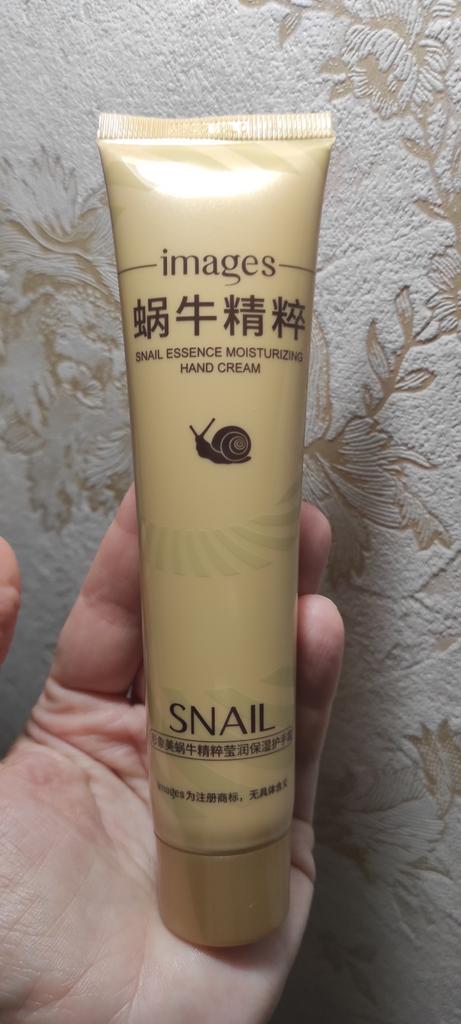 images
蜗牛精粹
SNAIL ESSENCE MOISTURIZING
HAND CREAM
SNAIL
形象美蜗牛精粹莹润保湿护手霜
images为注册商标，无具体含义